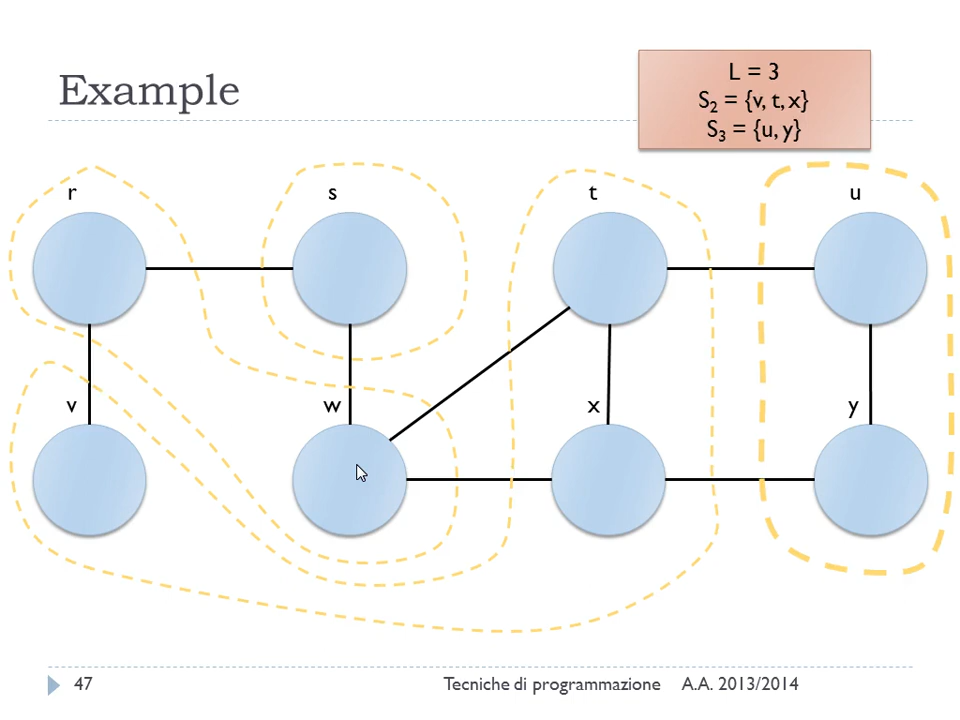 Example
L = 3
S₂ = {v, t, x}
S₃ = {u, y}
r s t u
v w x y
47 Tecniche di programmazione A.A. 2013/2014